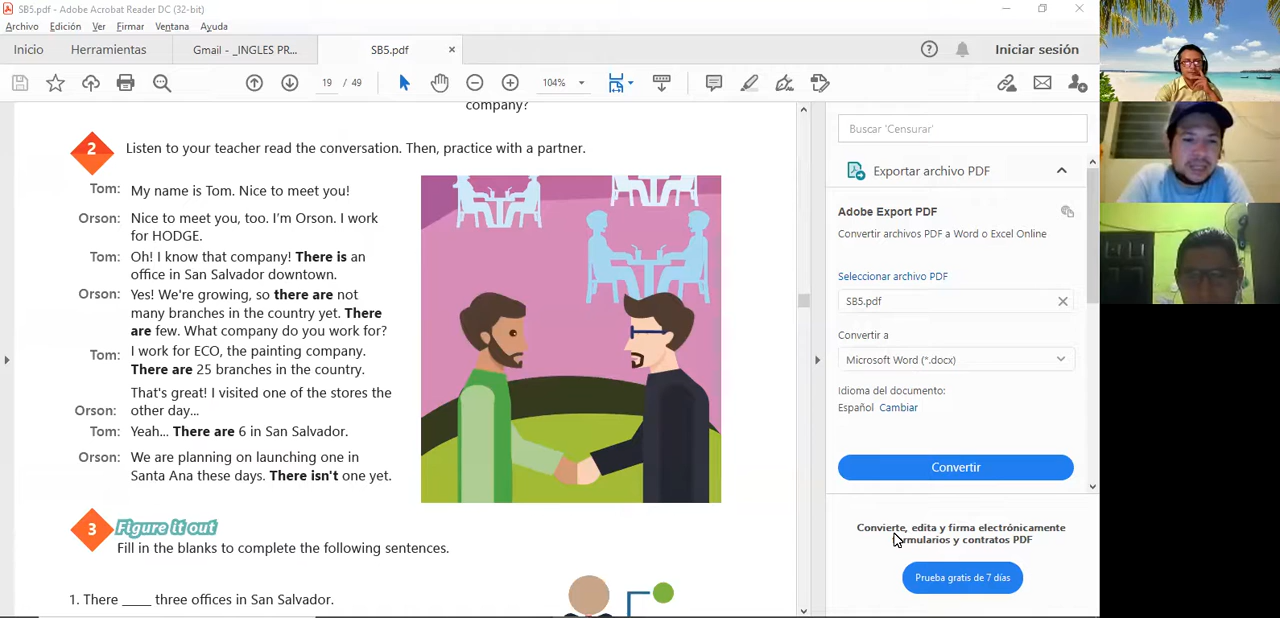 SB5.pdf - Adobe Acrobat Reader DC (32-bit)
Archivo Edición Ver Firmar Ventana Ayuda
Inicio Herramientas Gmail - _INGLES PR... SB5.pdf × Iniciar sesión
19 / 49 104%
company?
2 Listen to your teacher read the conversation. Then, practice with a partner.
Tom: My name is Tom. Nice to meet you!
Orson: Nice to meet you, too. I'm Orson. I work
for HODGE.
Tom: Oh! I know that company! There is an
office in San Salvador downtown.
Orson: Yes! We're growing, so there are not
many branches in the country yet. There
are few. What company do you work for?
Tom: I work for ECO, the painting company.
There are 25 branches in the country.
That's great! I visited one of the stores the
Orson: other day...
Tom: Yeah... There are 6 in San Salvador.
Orson: We are planning on launching one in
Santa Ana these days. There isn't one yet.
3 Figure it out
Fill in the blanks to complete the following sentences.
1. There ____ three offices in San Salvador.
Buscar 'Censurar'
Exportar archivo PDF
Adobe Export PDF
Convertir archivos PDF a Word o Excel Online
Seleccionar archivo PDF
SB5.pdf
Convertir a
Microsoft Word (*.docx)
Idioma del documento:
Español Cambiar
Convertir
Convierte, edita y firma electrónicamente
formularios y contratos PDF
Prueba gratis de 7 días